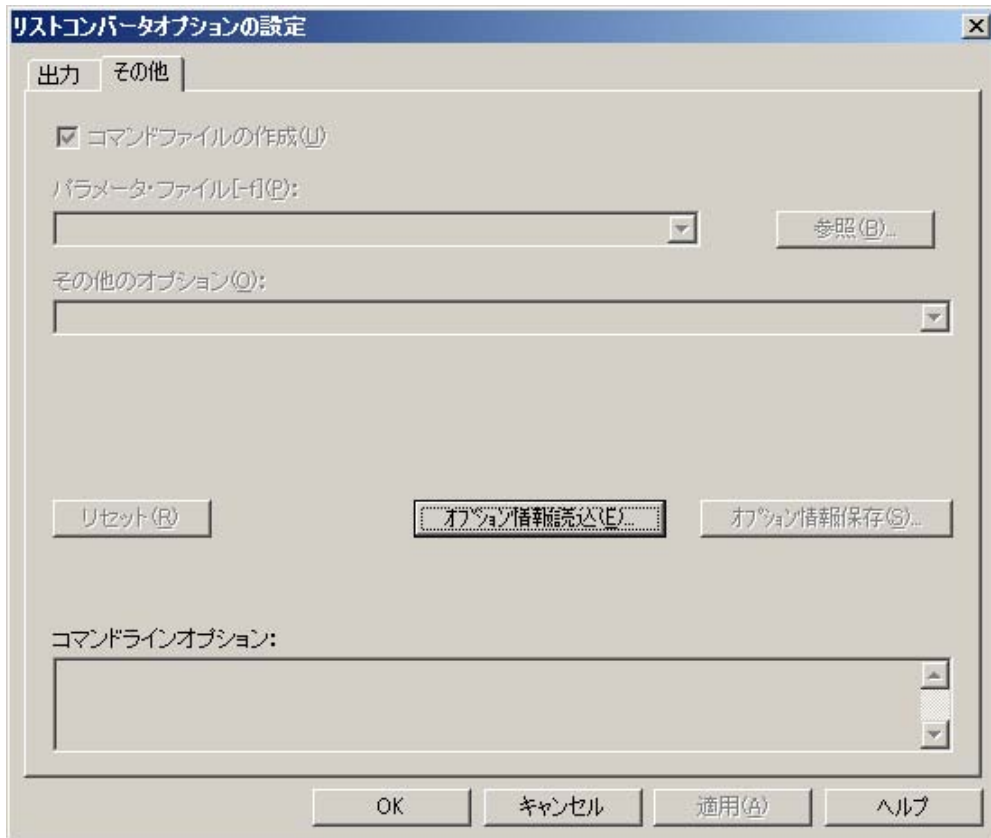 リストコンバータオプションの設定
出力 その他
コマンドファイルの作成(U)
パラメータ・ファイル[-f](P):
参照(B)...
その他のオプション(O):
リセット(R) オプション情報読込(E)... オプション情報保存(S)...
コマンドラインオプション:
OK キャンセル 適用(A) ヘルプ